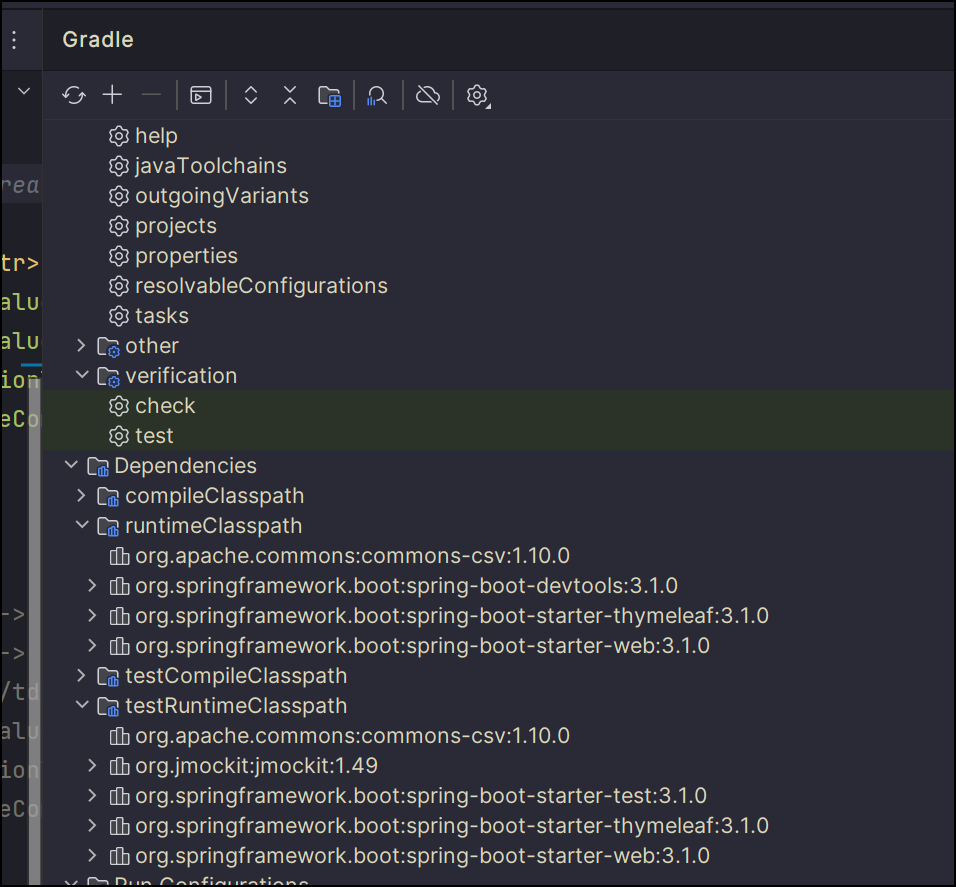 Gradle
help
javaToolchains
rea
outgoingVariants
projects
properties
tr>
resolvableConfigurations
alu
tasks
alu
other
ion
verification
eCo
check
test
Dependencies
compileClasspath
runtimeClasspath
org.apache.commons:commons-csv:1.10.0
org.springframework.boot:spring-boot-devtools:3.1.0
->
org.springframework.boot:spring-boot-starter-thymeleaf:3.1.0
->
org.springframework.boot:spring-boot-starter-web:3.1.0
testCompileClasspath
/td
testRuntimeClasspath
alu
org.apache.commons:commons-csv:1.10.0
ion
org.jmockit:jmockit:1.49
org.springframework.boot:spring-boot-starter-test:3.1.0
eCo
org.springframework.boot:spring-boot-starter-thymeleaf:3.1.0
org.springframework.boot:spring-boot-starter-web:3.1.0
Run Configurations